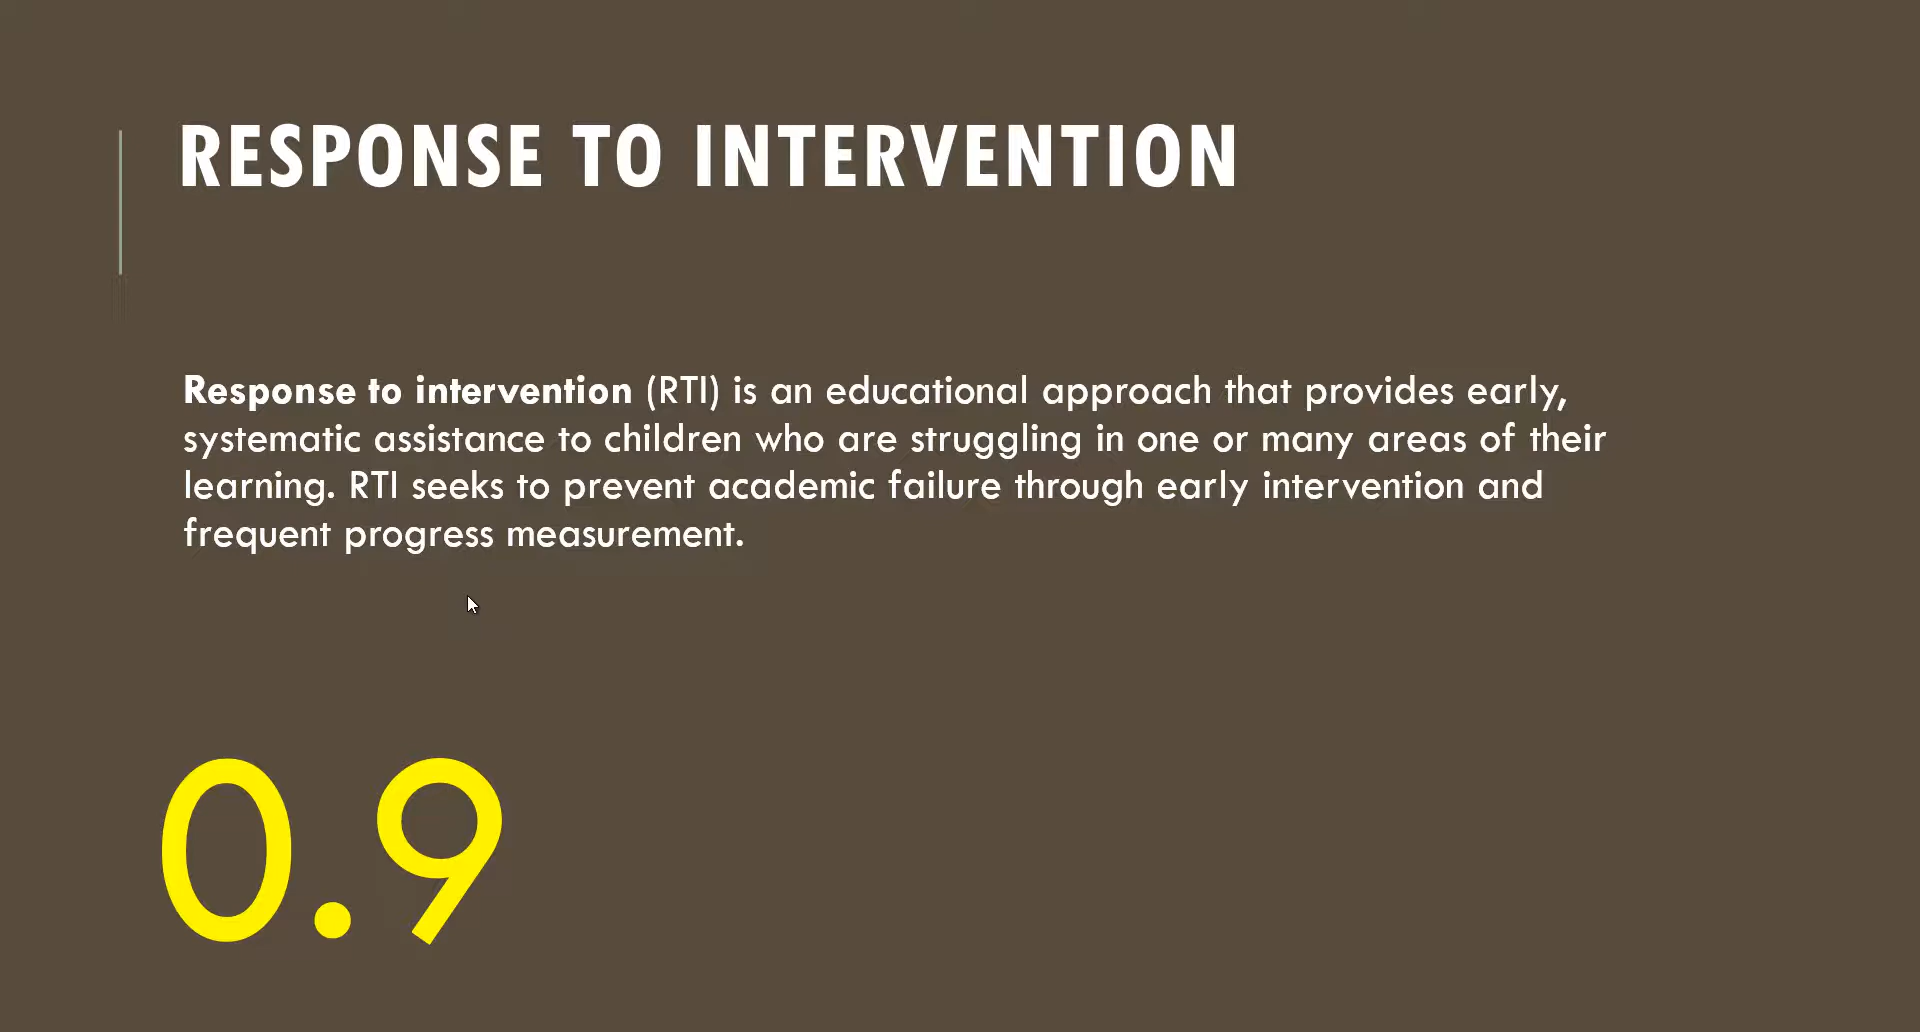 RESPONSE TO INTERVENTION
Response to intervention (RTI) is an educational approach that provides early,
systematic assistance to children who are struggling in one or many areas of their
learning. RTI seeks to prevent academic failure through early intervention and
frequent progress measurement.
0.9